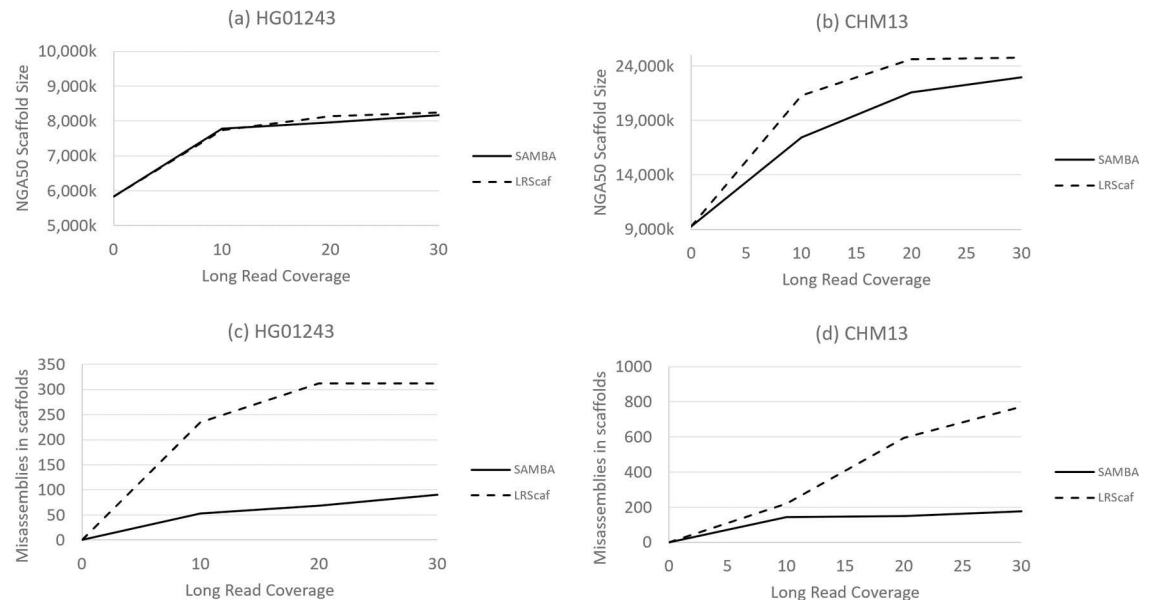 (a) HG01243
NGA50 Scaffold Size
10,000k
9,000k
8,000k
7,000k
6,000k
5,000k
0 10 20 30
Long Read Coverage
SAMBA
LRScaf
(b) CHM13
NGA50 Scaffold Size
24,000k
19,000k
14,000k
9,000k
0 5 10 15 20 25 30
Long Read Coverage
SAMBA
LRScaf
(c) HG01243
Misassemblies in scaffolds
350
300
250
200
150
100
50
0
0 10 20 30
Long Read Coverage
SAMBA
LRScaf
(d) CHM13
Misassemblies in scaffolds
1000
800
600
400
200
0
0 5 10 15 20 25 30
Long Read Coverage
SAMBA
LRScaf